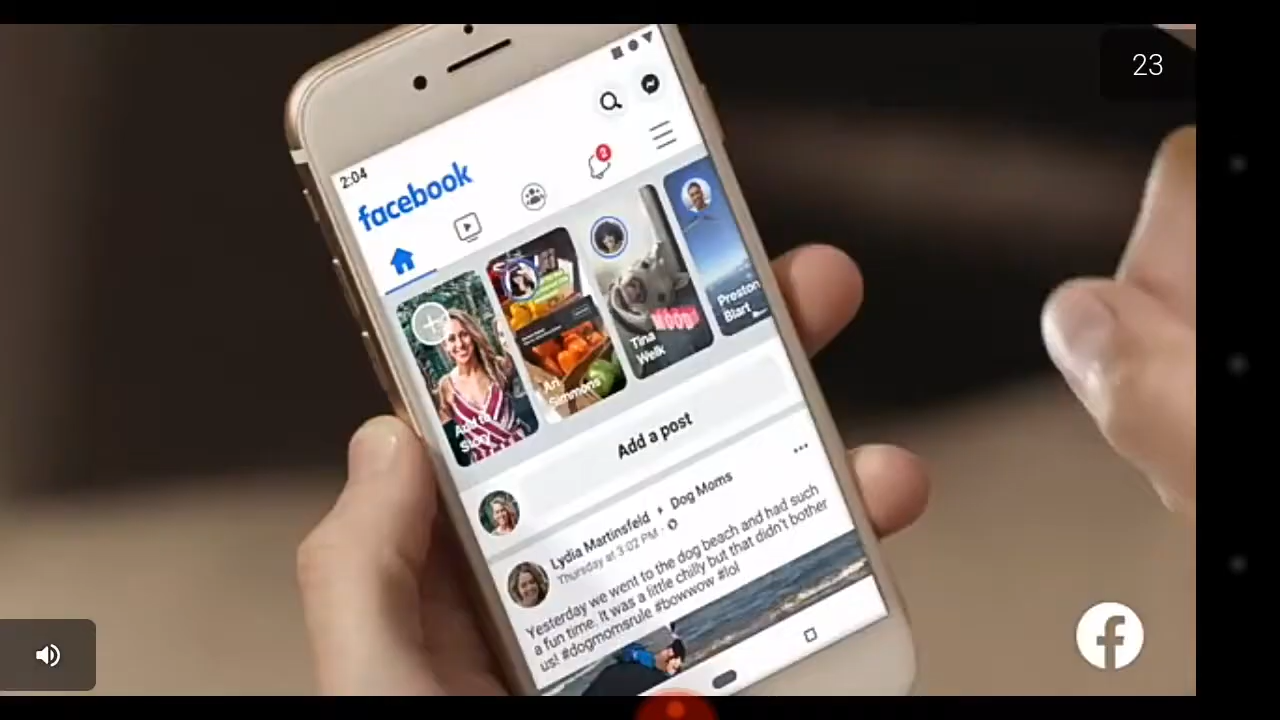 23
2:04
facebook
2
Add to
Story
Ari
Simmons
MOOD!
Tina
Welk
Preston
Blart
Add a post
Lydia Martinsfeld ▸ Dog Moms
Thursday at 3:02 PM ·
Yesterday we went to the dog beach and had such
a fun time. It was a little chilly but that didn't bother
us! #dogmomsrule #bowwow #lol